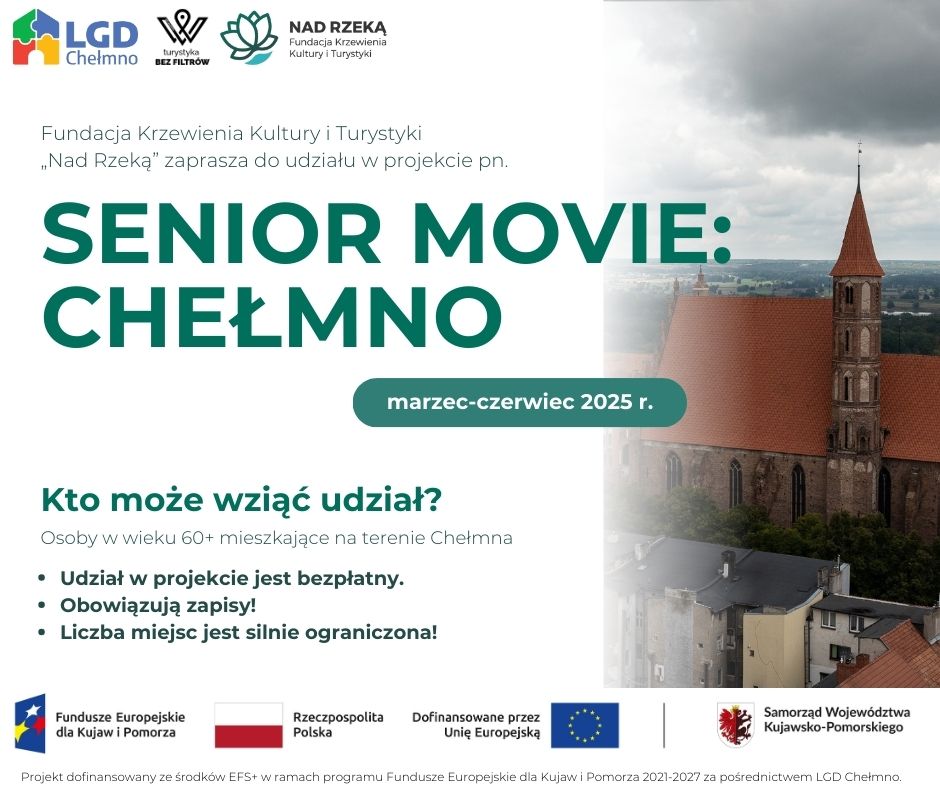 LGD
Chełmno
turystyka
BEZ FILTRÓW
NAD RZEKĄ
Fundacja Krzewienia
Kultury i Turystyki
Fundacja Krzewienia Kultury i Turystyki
„Nad Rzeką” zaprasza do udziału w projekcie pn.
SENIOR MOVIE:
CHEŁMNO
marzec-czerwiec 2025 r.
Kto może wziąć udział?
Osoby w wieku 60+ mieszkające na terenie Chełmna
• Udział w projekcie jest bezpłatny.
• Obowiązują zapisy!
• Liczba miejsc jest silnie ograniczona!
Fundusze Europejskie
dla Kujaw i Pomorza
Rzeczpospolita
Polska
Dofinansowane przez
Unię Europejską
Samorząd Województwa
Kujawsko-Pomorskiego
Projekt dofinansowany ze środków EFS+ w ramach programu Fundusze Europejskie dla Kujaw i Pomorza 2021-2027 za pośrednictwem LGD Chełmno.